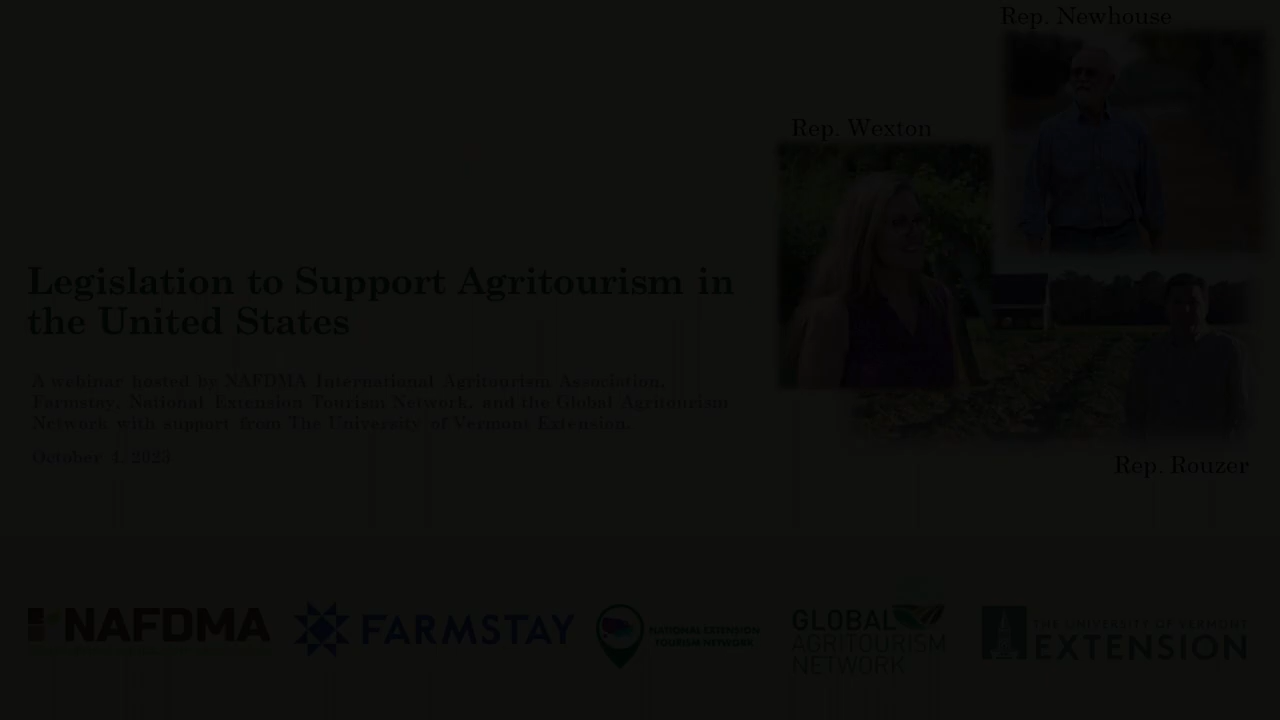 Rep. Newhouse
Rep. Wexton
Legislation to Support Agritourism in
the United States
A webinar hosted by NAFDMA International Agritourism Association,
Farmstay, National Extension Tourism Network, and the Global Agritourism
Network with support from The University of Vermont Extension.
October 4, 2023
Rep. Rouzer
NAFDMA
FARMSTAY
NATIONAL EXTENSION
TOURISM NETWORK
GLOBAL
AGRITOURISM
NETWORK
THE UNIVERSITY OF VERMONT
EXTENSION